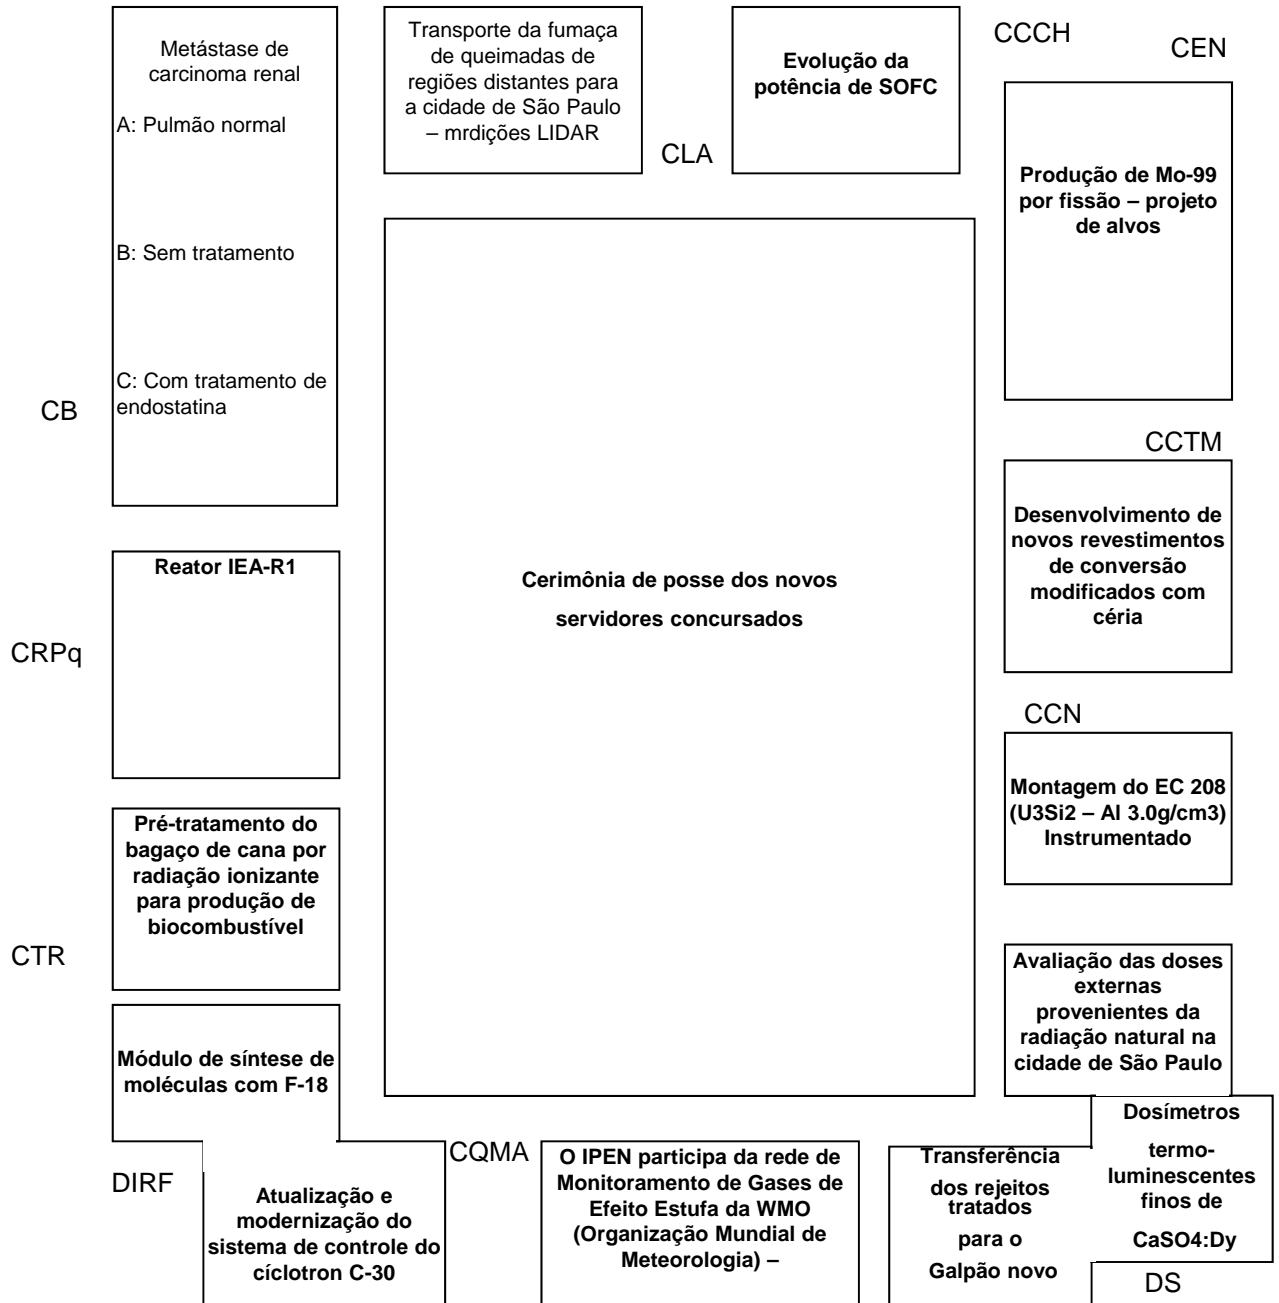 Metástase de
carcinoma renal
A: Pulmão normal
B: Sem tratamento
C: Com tratamento de
endostatina
CB
Transporte da fumaça
de queimadas de
regiões distantes para
a cidade de São Paulo
– mrdições LIDAR
CLA
Evolução da
potência de SOFC
CCCH
CEN
Produção de Mo-99
por fissão – projeto
de alvos
CCTM
Desenvolvimento de
novos revestimentos
de conversão
modificados com
céria
Cerimônia de posse dos novos
servidores concursados
Reator IEA-R1
CRPq
CCN
Montagem do EC 208
(U3Si2 – Al 3.0g/cm3)
Instrumentado
Pré-tratamento do
bagaço de cana por
radiação ionizante
para produção de
biocombustível
CTR
Avaliação das doses
externas
provenientes da
radiação natural na
cidade de São Paulo
Módulo de síntese de
moléculas com F-18
DIRF
Atualização e
modernização do
sistema de controle do
cíclotron C-30
CQMA
O IPEN participa da rede de
Monitoramento de Gases de
Efeito Estufa da WMO
(Organização Mundial de
Meteorologia) –
Transferência
dos rejeitos
tratados
para o
Galpão novo
Dosímetros
termo-
luminescentes
finos de
CaSO4:Dy
DS